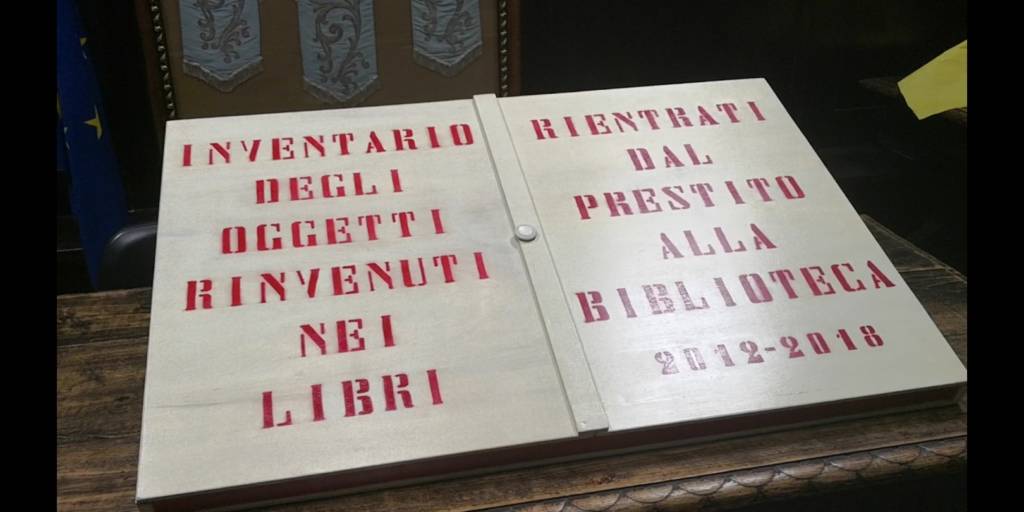 INVENTARIO
DEGLI
OGGETTI
RINVENUTI
NEI
LIBRI
RIENTRATI
DAL
PRESTITO
ALLA
BIBLIOTECA
2012-2018